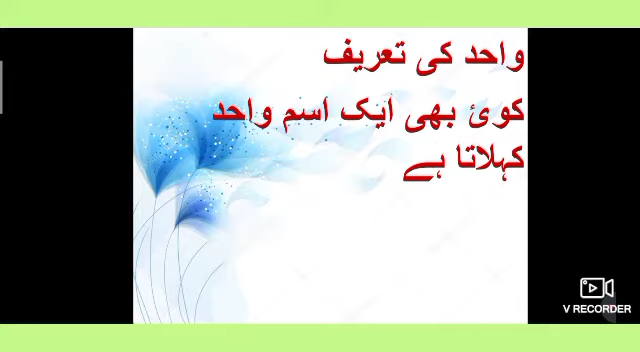 واحد کی تعریف
کوئ بھی ایک اسم واحد
کہلاتا ہے
V RECORDER